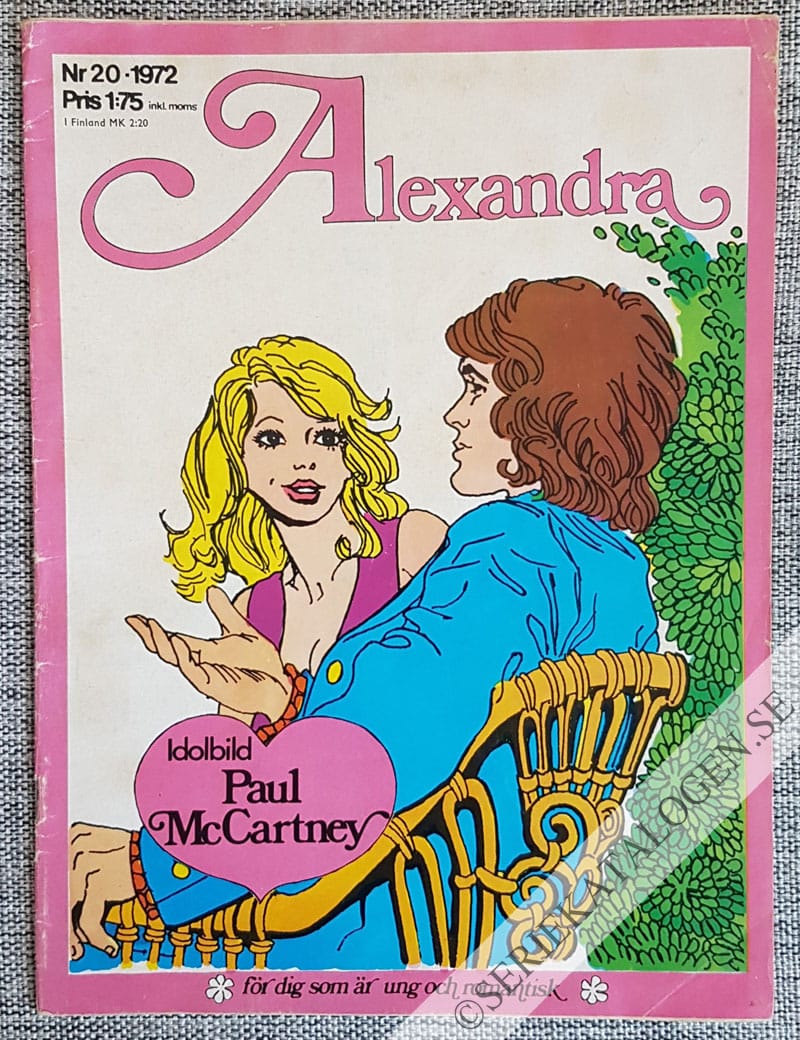 Nr 20 • 1972
Pris 1:75 inkl. moms
I Finland MK 2:20
Alexandra
Idolbild
Paul
McCartney
för dig som är ung och romantisk
© SERIEKATALOGEN.SE